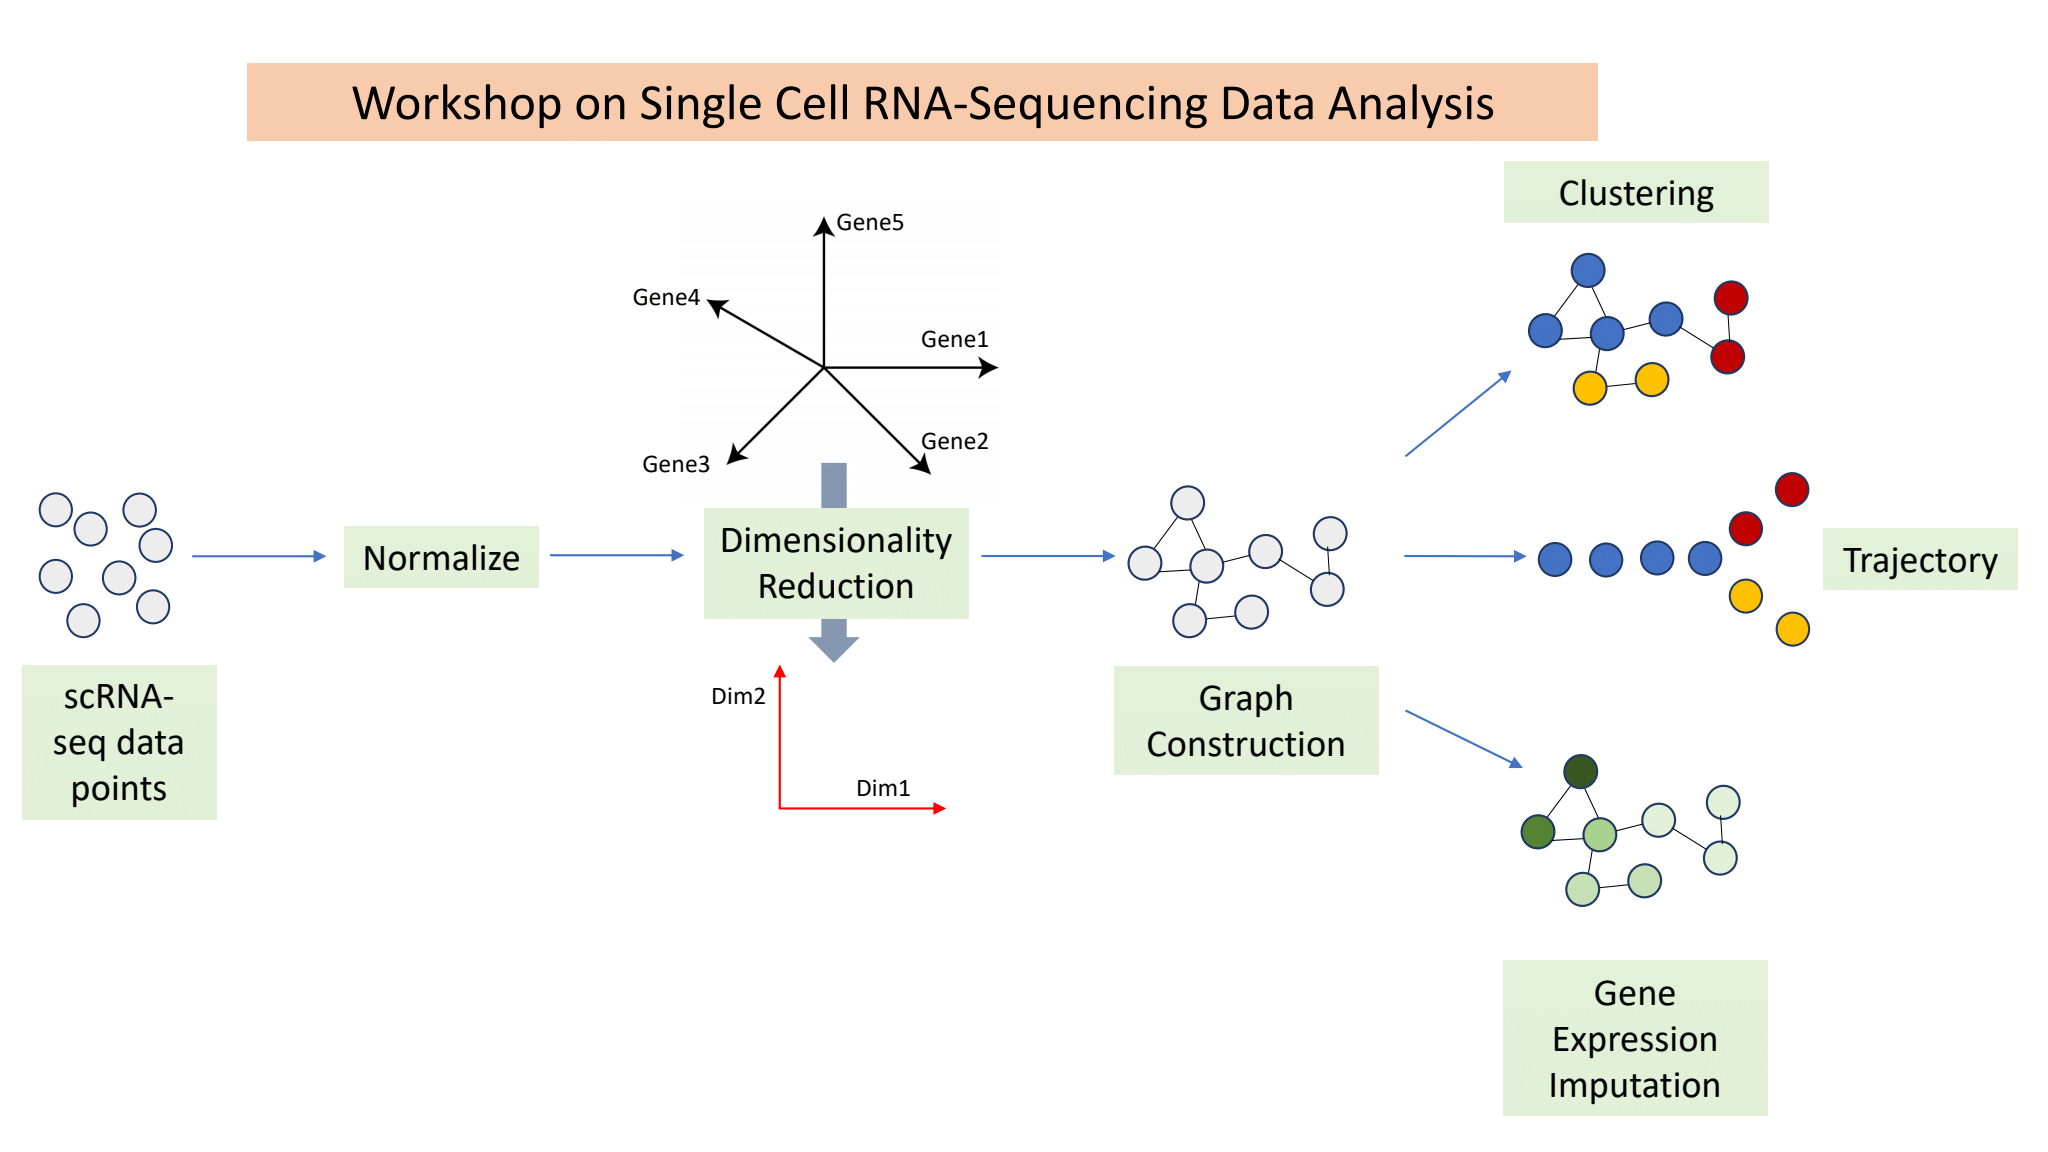 Workshop on Single Cell RNA-Sequencing Data Analysis
Clustering
Gene5
Gene4
Gene1
Gene2
Gene3
Normalize
Dimensionality
Reduction
Trajectory
scRNA-
seq data
points
Dim2
Dim1
Graph
Construction
Gene
Expression
Imputation